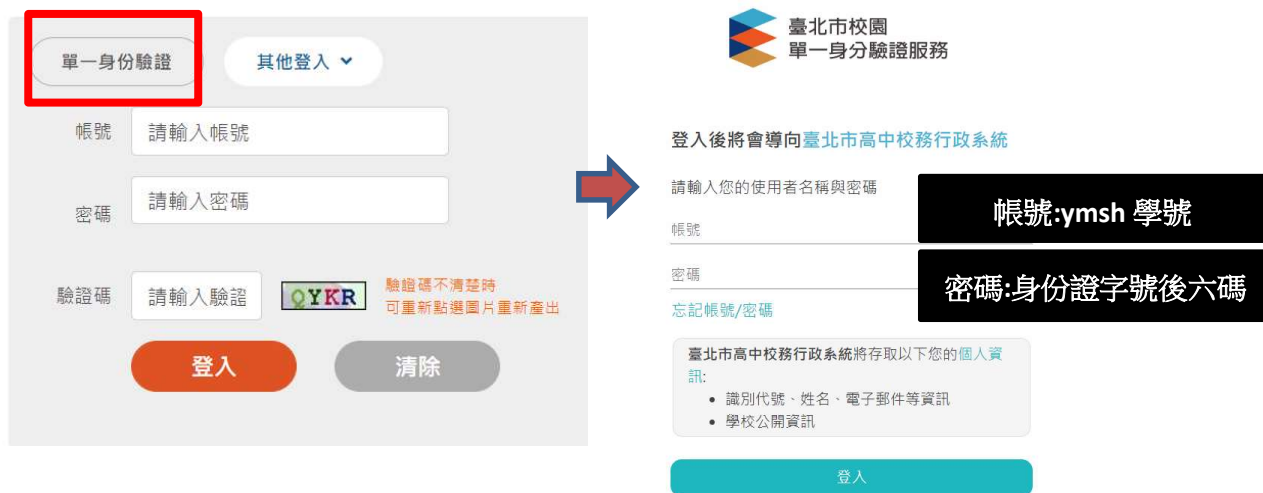 單一身份驗證
其他登入
帳號
請輸入帳號
密碼
請輸入密碼
驗證碼
請輸入驗證
QYKR
驗證碼不清楚時
可重新點選圖片重新產出
登入
清除
臺北市校園
單一身分驗證服務
登入後將會導向臺北市高中校務行政系統
請輸入您的使用者名稱與密碼
帳號
帳號:ymsh 學號
密碼
密碼:身份證字號後六碼
忘記帳號/密碼
臺北市高中校務行政系統將存取以下您的個人資
訊:
• 識別代號、姓名、電子郵件等資訊
• 學校公開資訊
登入